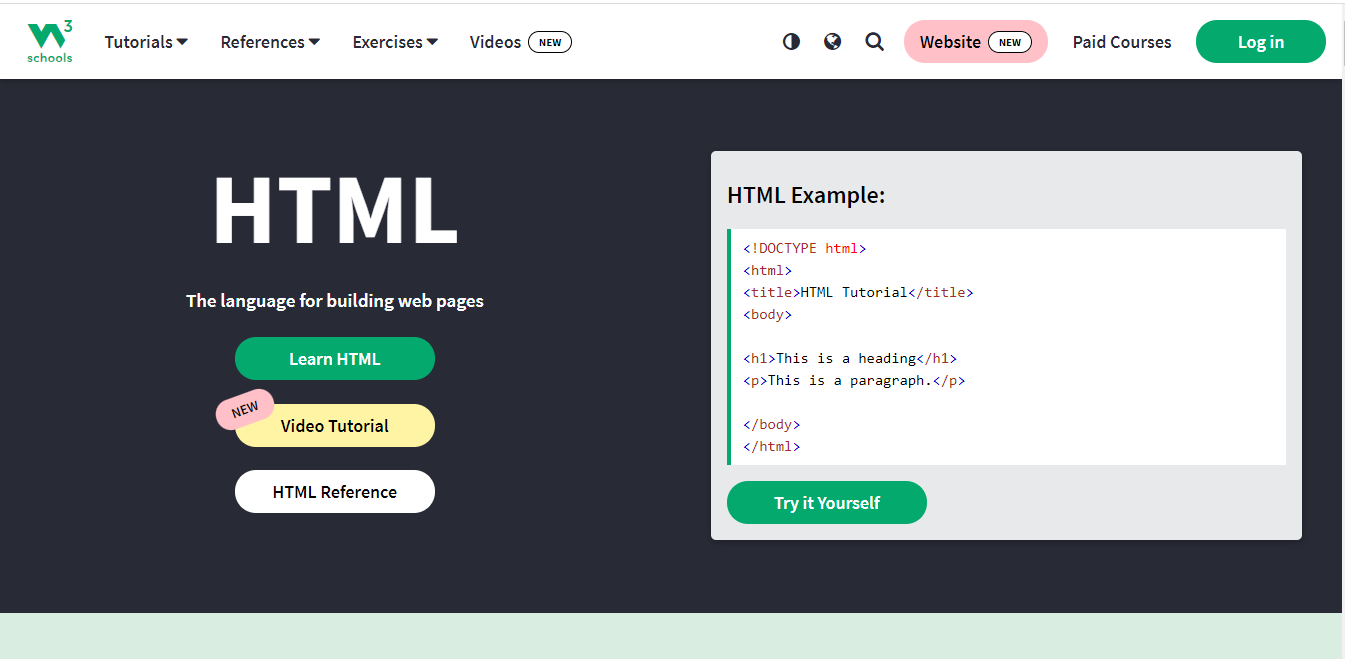 3
schools
Tutorials References Exercises Videos NEW Website NEW Paid Courses Log in
HTML
The language for building web pages
Learn HTML
NEW
Video Tutorial
HTML Reference
HTML Example:
<!DOCTYPE html>
<html>
<title>HTML Tutorial</title>
<body>
<h1>This is a heading</h1>
<p>This is a paragraph.</p>
</body>
</html>
Try it Yourself